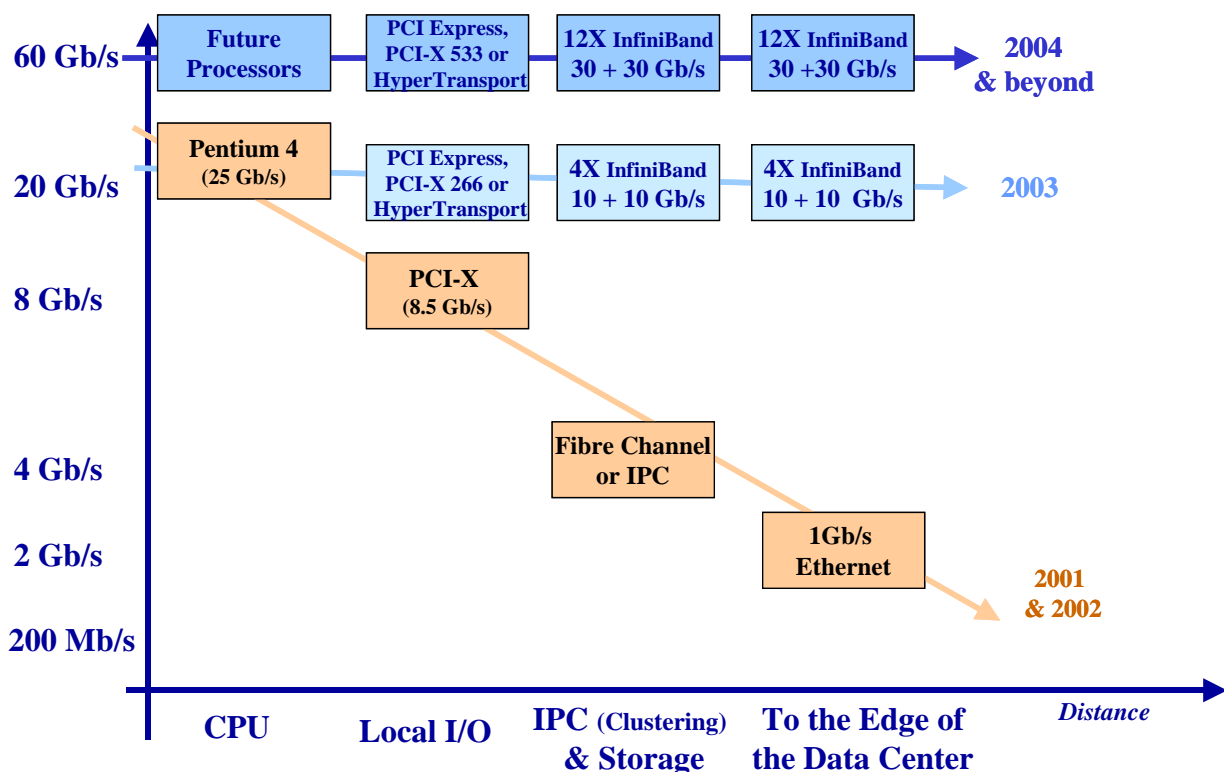 60 Gb/s
Future
Processors
PCI Express,
PCI-X 533 or
HyperTransport
12X InfiniBand
30 + 30 Gb/s
12X InfiniBand
30 +30 Gb/s
2004
& beyond
20 Gb/s
Pentium 4
(25 Gb/s)
PCI Express,
PCI-X 266 or
HyperTransport
4X InfiniBand
10 + 10 Gb/s
4X InfiniBand
10 + 10 Gb/s
2003
8 Gb/s
PCI-X
(8.5 Gb/s)
4 Gb/s
Fibre Channel
or IPC
2 Gb/s
1Gb/s
Ethernet
2001
& 2002
200 Mb/s
CPU
Local I/O
IPC (Clustering)
& Storage
To the Edge of
the Data Center
Distance